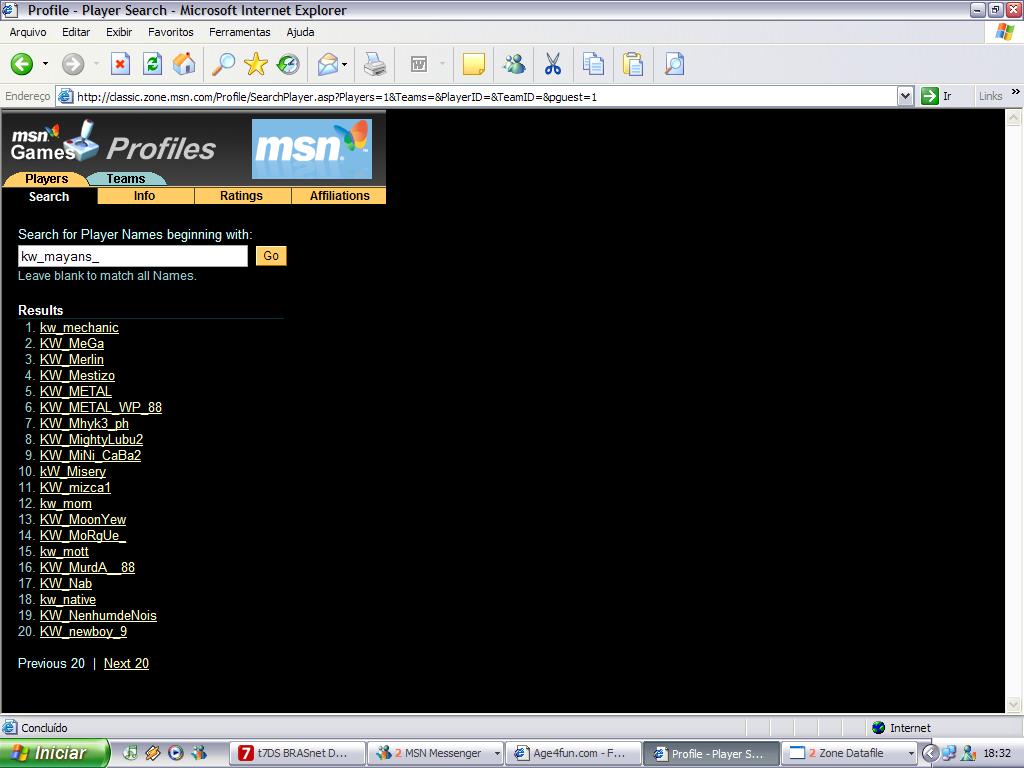 Profile - Player Search - Microsoft Internet Explorer
Arquivo Editar Exibir Favoritos Ferramentas Ajuda
Endereço http://classic.zone.msn.com/Profile/SearchPlayer.asp?Players=1&Teams=&PlayerID=&TeamID=&pguest=1 Ir Links »
msn Games Profiles msn
Players Teams
Search Info Ratings Affiliations
Search for Player Names beginning with:
kw_mayans_ Go
Leave blank to match all Names.
Results
1. kw_mechanic
2. KW_MeGa
3. KW_Merlin
4. KW_Mestizo
5. KW_METAL
6. KW_METAL_WP_88
7. KW_Mhyk3_ph
8. KW_MightyLubu2
9. KW_MiNi_CaBa2
10. kW_Misery
11. KW_mizca1
12. kw_mom
13. KW_MoonYew
14. KW_MoRgUe_
15. kw_mott
16. KW_MurdA__88
17. KW_Nab
18. kw_native
19. KW_NenhumdeNois
20. KW_newboy_9
Previous 20 | Next 20
Concluído Internet
Iniciar 7 t7DS BRASnet D... 2 MSN Messenger Age4fun.com - F... Profile - Player S... 2 Zone Datafile 18:32